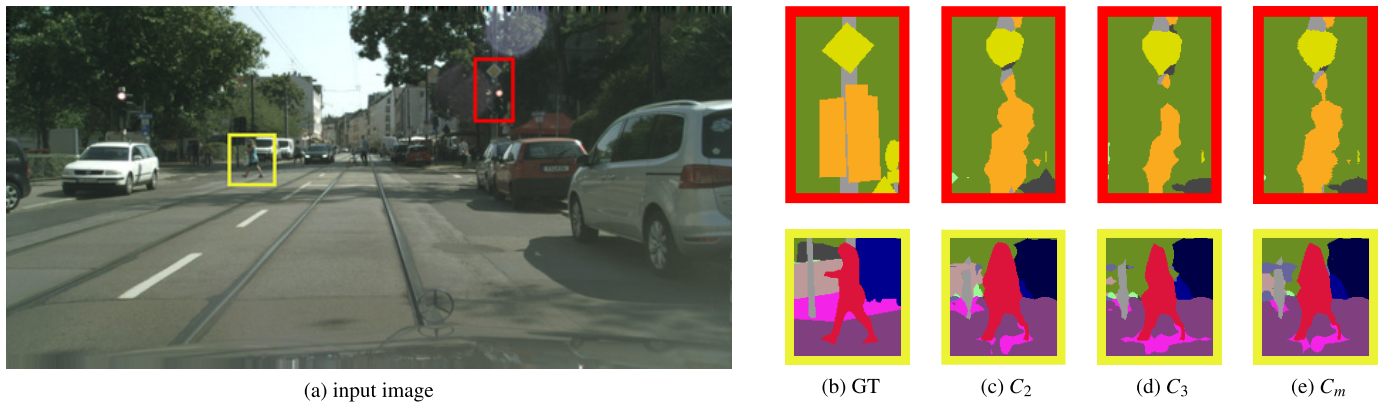 (a) input image
(b) GT
(c) C₂
(d) C₃
(e) Cₘ